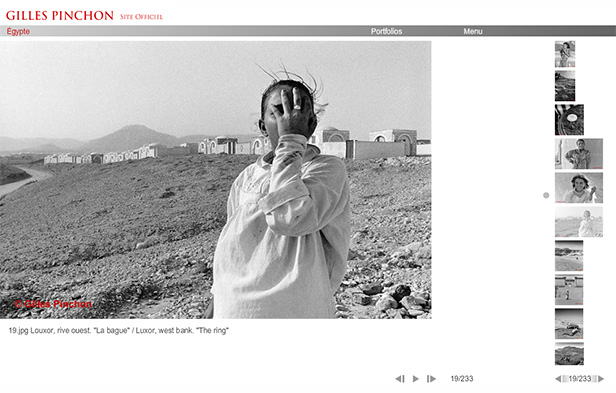 GILLES PINCHON SITE OFFICIEL
Égypte Portfolios Menu
© Gilles Pinchon
19.jpg Louxor, rive ouest. "La bague" / Luxor, west bank. "The ring"
19/233 19/233